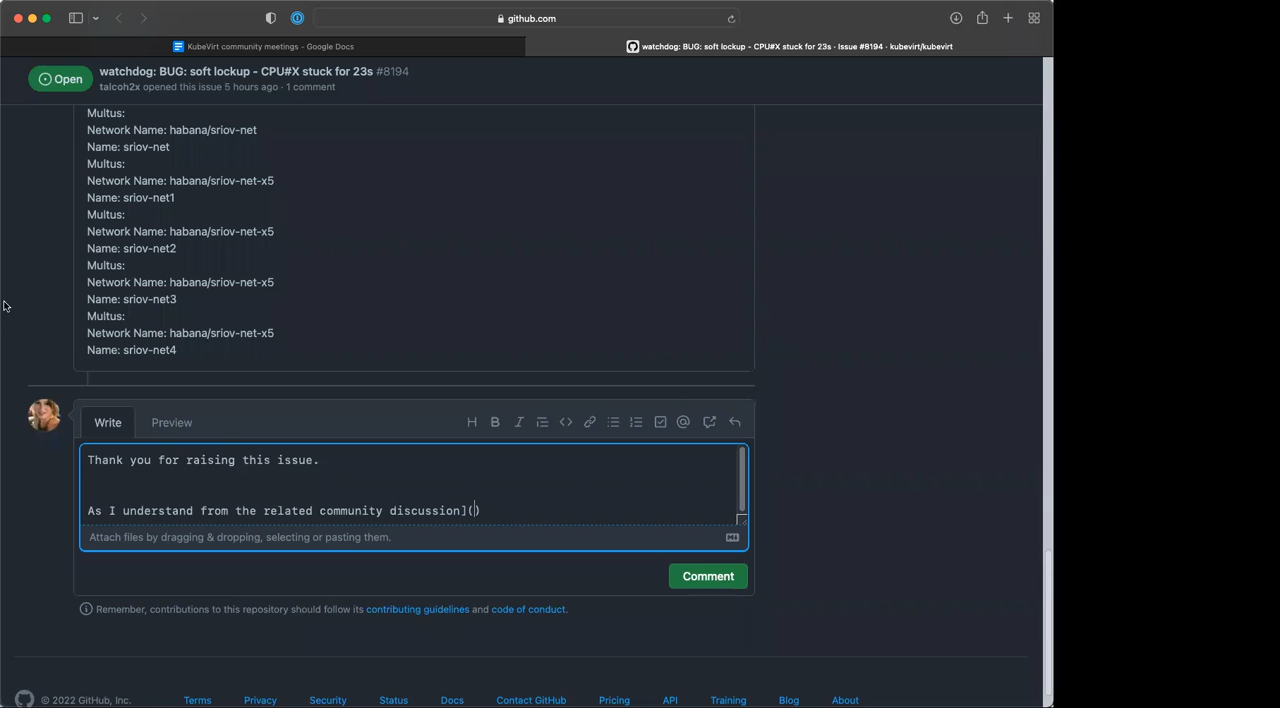 github.com
KubeVirt community meetings - Google Docs
watchdog: BUG: soft lockup - CPU#X stuck for 23s · Issue #8194 · kubevirt/kubevirt
Open
watchdog: BUG: soft lockup - CPU#X stuck for 23s #8194
talcoh2x opened this issue 5 hours ago · 1 comment
Multus:
Network Name: habana/sriov-net
Name: sriov-net
Multus:
Network Name: habana/sriov-net-x5
Name: sriov-net1
Multus:
Network Name: habana/sriov-net-x5
Name: sriov-net2
Multus:
Network Name: habana/sriov-net-x5
Name: sriov-net3
Multus:
Network Name: habana/sriov-net-x5
Name: sriov-net4
Write
Preview
Thank you for raising this issue.
As I understand from the related community discussion]()
Attach files by dragging & dropping, selecting or pasting them.
Comment
Remember, contributions to this repository should follow its contributing guidelines and code of conduct.
© 2022 GitHub, Inc.
Terms
Privacy
Security
Status
Docs
Contact GitHub
Pricing
API
Training
Blog
About